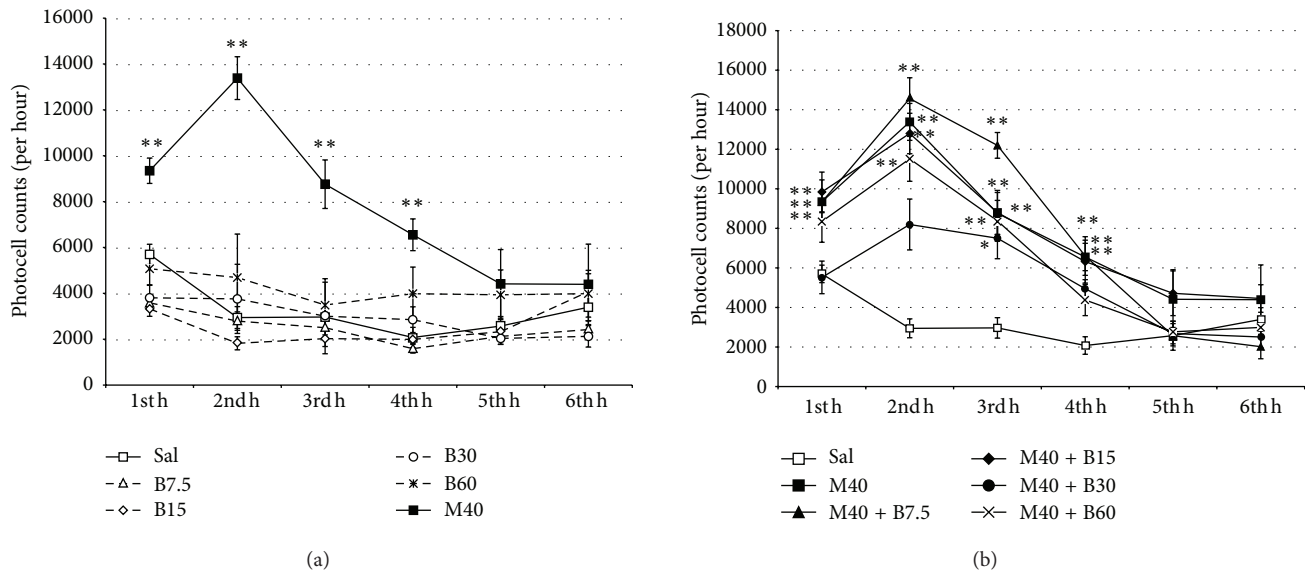 16000
14000
12000
10000
8000
6000
4000
2000
0
Photocell counts (per hour)
**
**
**
**
1st h 2nd h 3rd h 4th h 5th h 6th h
Sal
B7.5
B15
B30
B60
M40
(a)
18000
16000
14000
12000
10000
8000
6000
4000
2000
0
Photocell counts (per hour)
**
**
**
**
**
**
**
**
**
**
**
*
**
**
**
1st h 2nd h 3rd h 4th h 5th h 6th h
Sal
M40
M40 + B7.5
M40 + B15
M40 + B30
M40 + B60
(b)